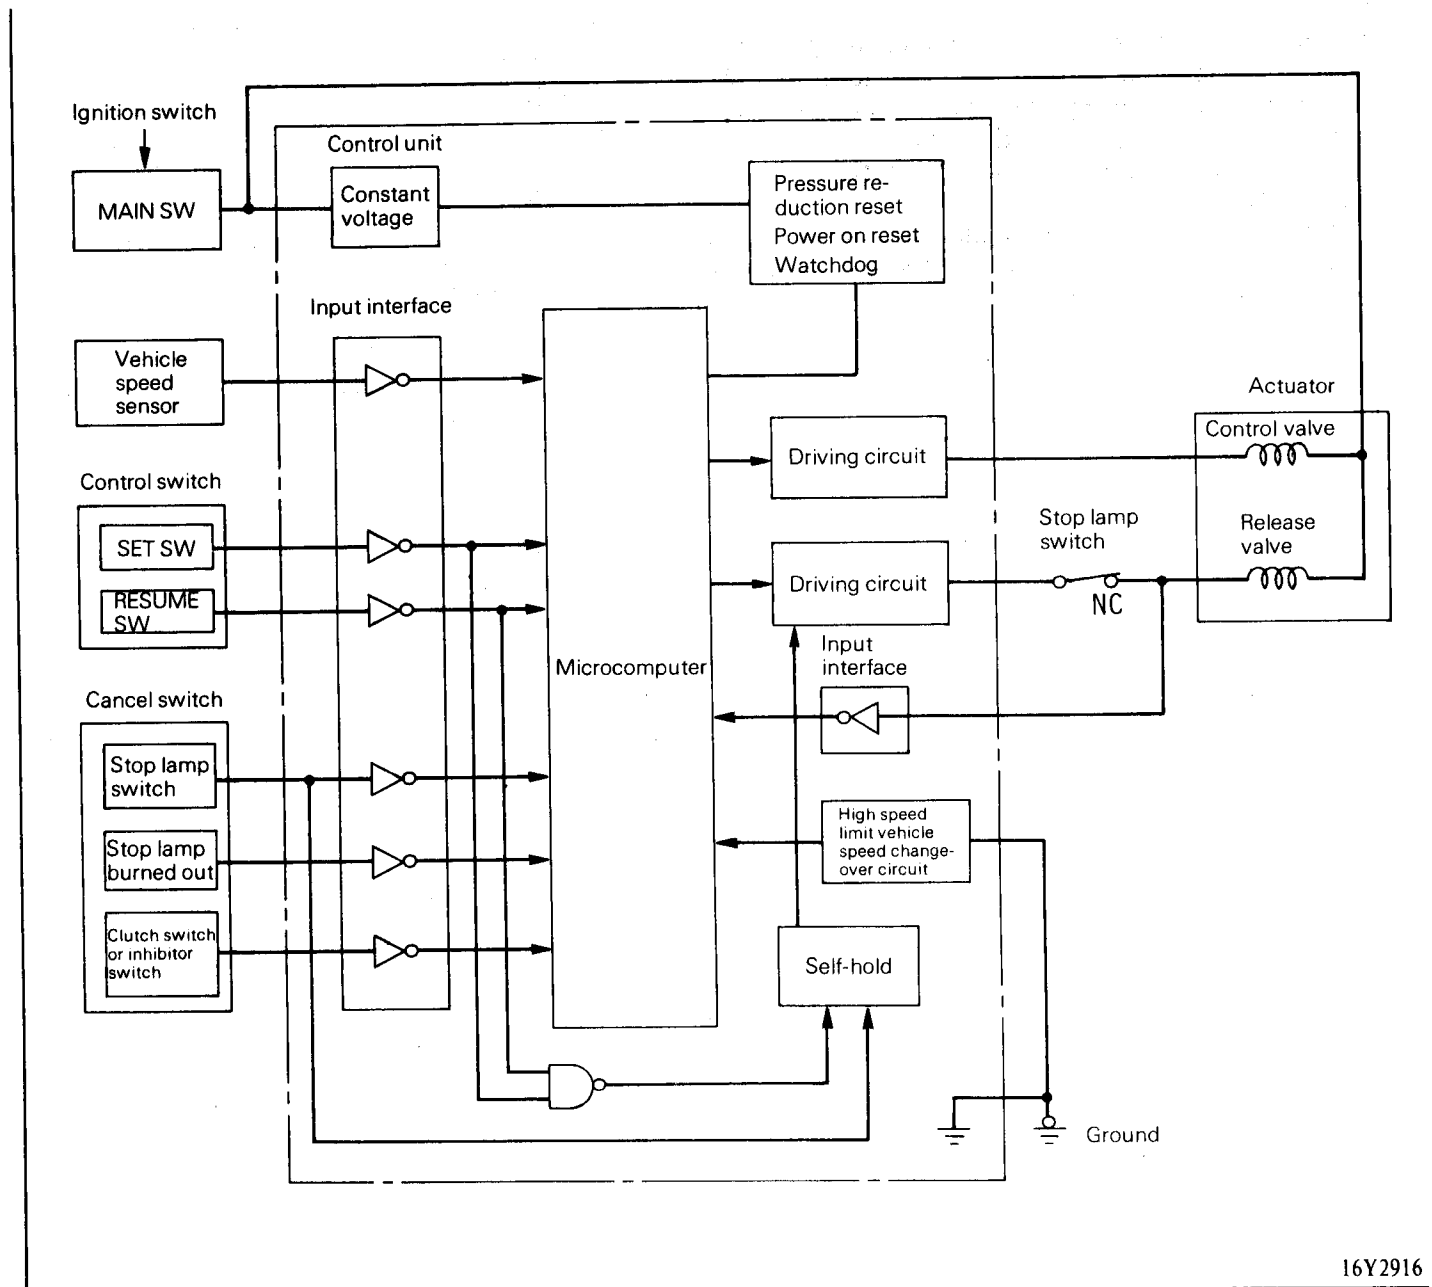 Ignition switch
MAIN SW
Control unit
Constant
voltage
Pressure re-
duction reset
Power on reset
Watchdog
Input interface
Vehicle
speed
sensor
Control switch
SET SW
RESUME
SW
Cancel switch
Stop lamp
switch
Stop lamp
burned out
Clutch switch
or inhibitor
switch
Microcomputer
Driving circuit
Driving circuit
Input
interface
High speed
limit vehicle
speed change-
over circuit
Self-hold
Stop lamp
switch
NC
Actuator
Control valve
Release
valve
Ground
16Y2916